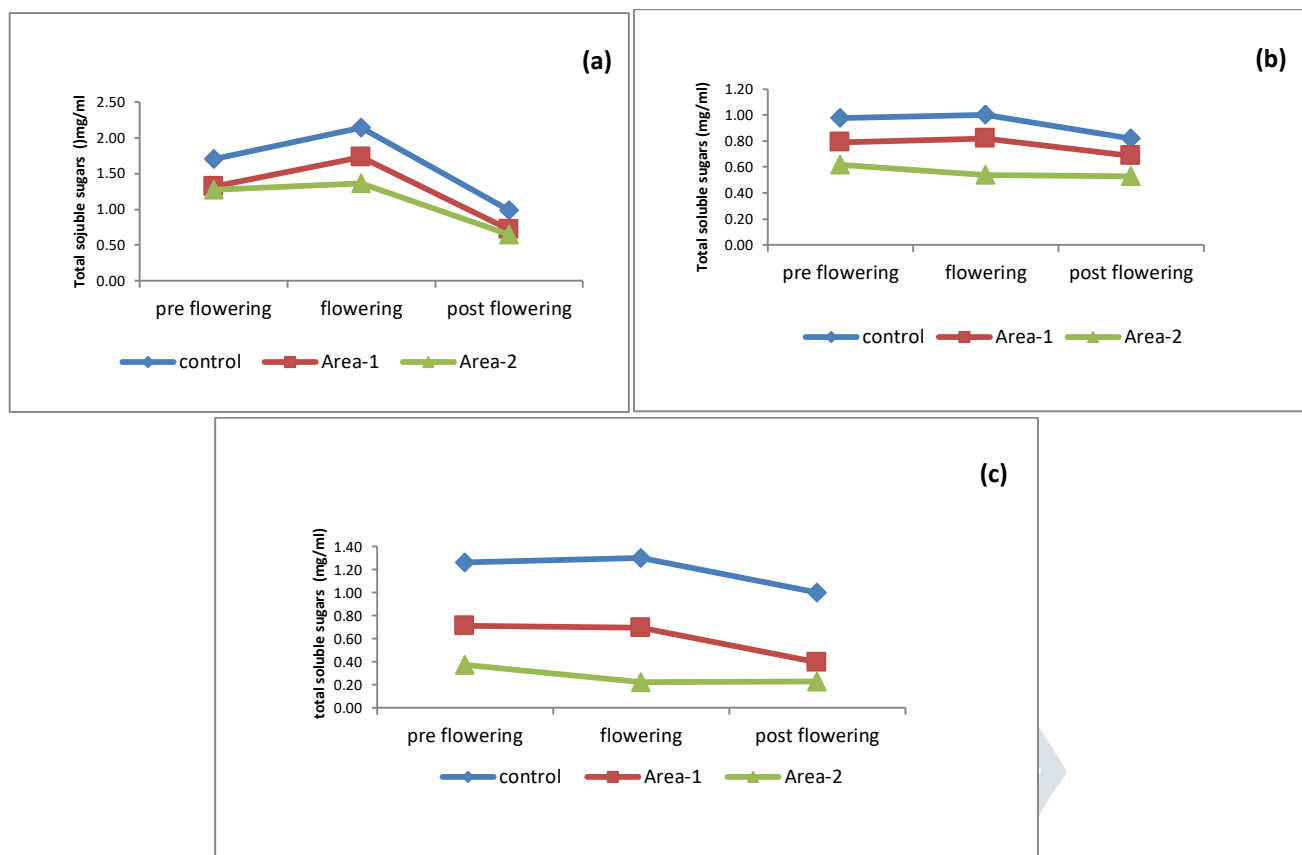 (a)
Total sojuble sugars ()mg/ml)
2.50
2.00
1.50
1.00
0.50
0.00
pre flowering flowering post flowering
control Area-1 Area-2
(b)
Total soluble sugars (mg/ml)
1.20
1.00
0.80
0.60
0.40
0.20
0.00
pre flowering flowering post flowering
control Area-1 Area-2
(c)
total soluble sugars (mg/ml)
1.40
1.20
1.00
0.80
0.60
0.40
0.20
0.00
pre flowering flowering post flowering
control Area-1 Area-2